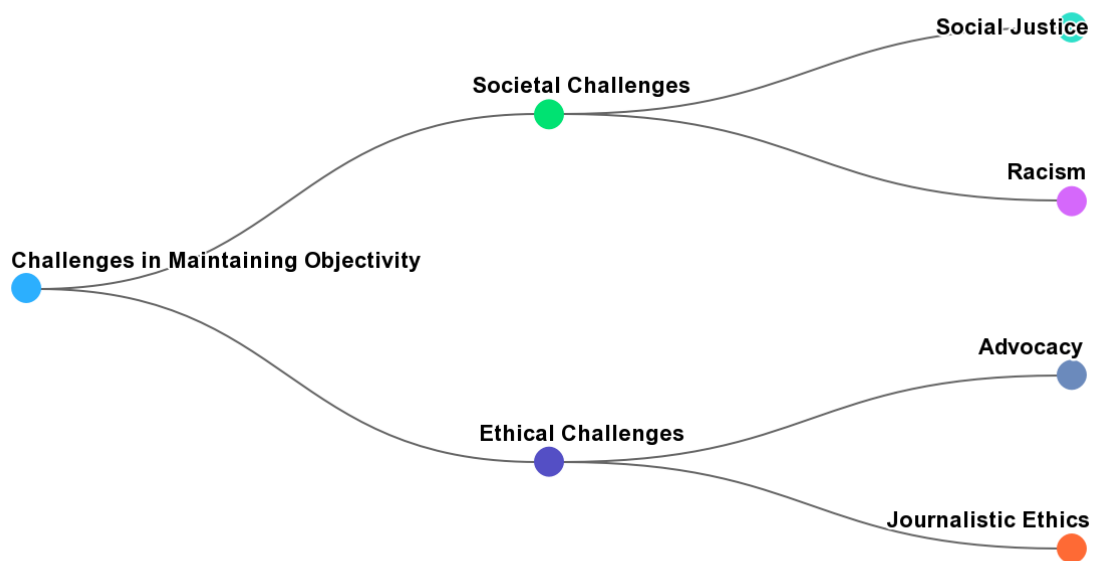 Social Justice
Societal Challenges
Racism
Challenges in Maintaining Objectivity
Advocacy
Ethical Challenges
Journalistic Ethics